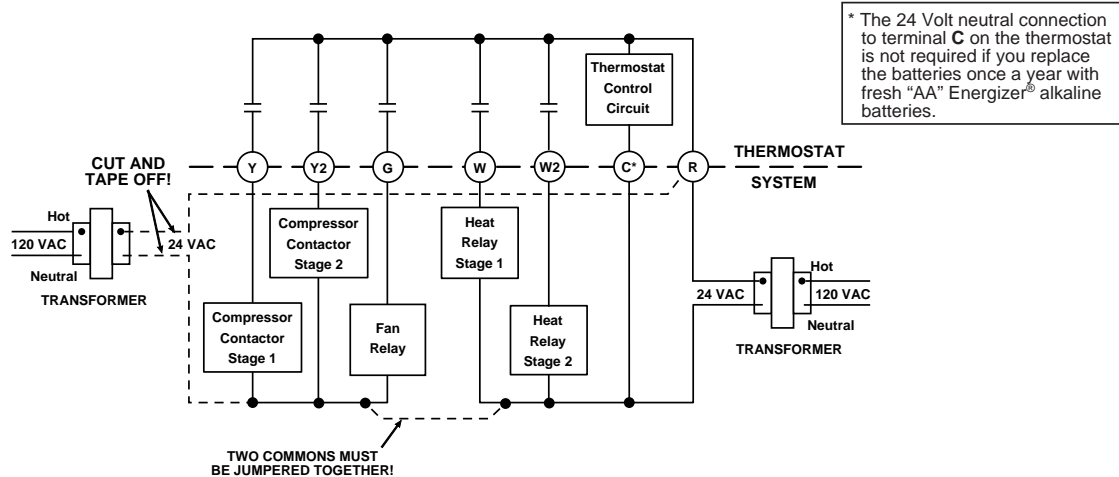 * The 24 Volt neutral connection
to terminal C on the thermostat
is not required if you replace
the batteries once a year with
fresh “AA” Energizer® alkaline
batteries.
Thermostat
Control
Circuit
CUT AND
TAPE OFF!
Y
Y2
G
W
W2
C*
R
THERMOSTAT
SYSTEM
Hot
120 VAC
Neutral
TRANSFORMER
24 VAC
Compressor
Contactor
Stage 2
Heat
Relay
Stage 1
Compressor
Contactor
Stage 1
Fan
Relay
Heat
Relay
Stage 2
24 VAC
Hot
120 VAC
Neutral
TRANSFORMER
TWO COMMONS MUST
BE JUMPERED TOGETHER!